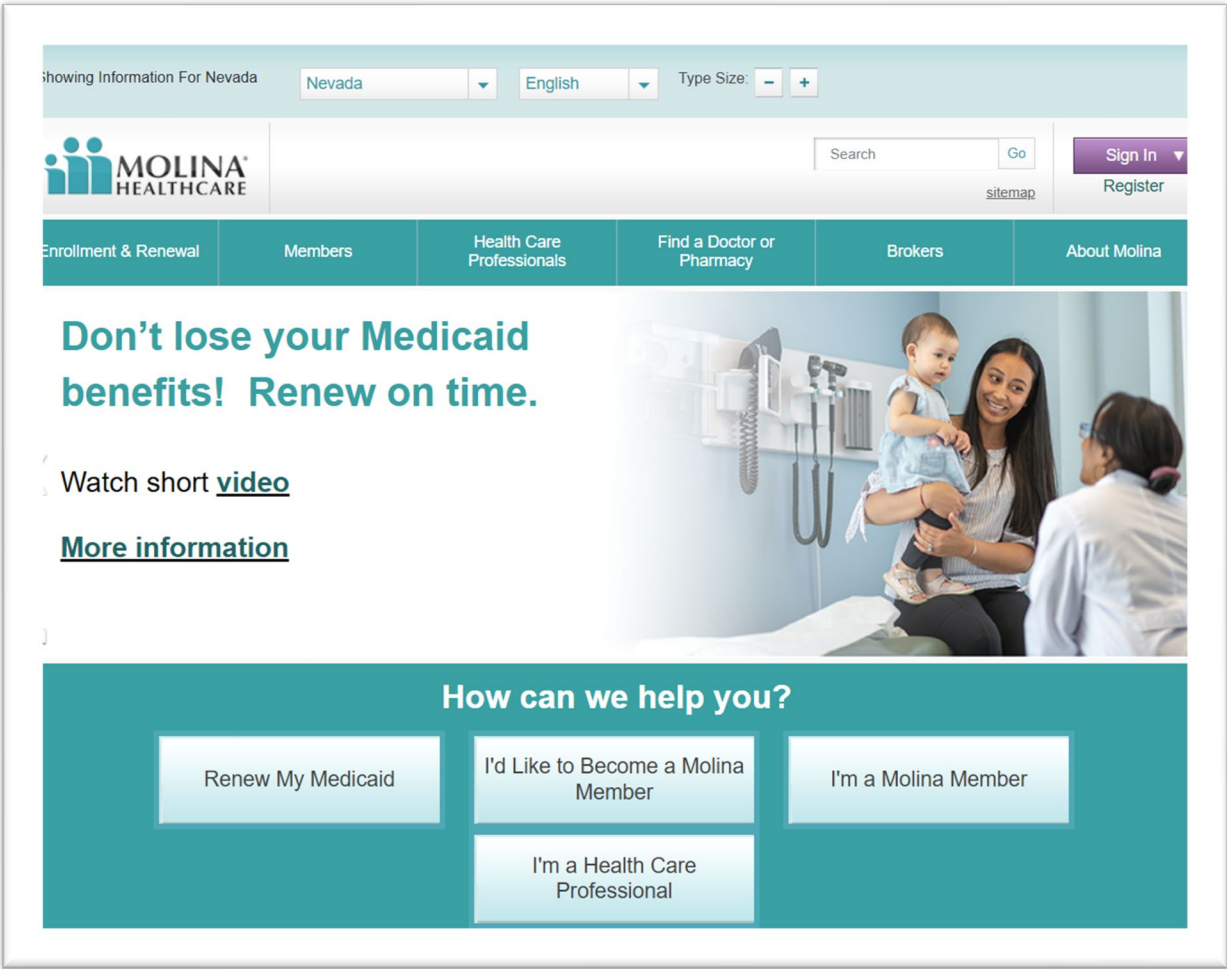 Showing Information For Nevada
Nevada
English
Type Size:
-
+
MOLINA®
HEALTHCARE
Search
Go
sitemap
Sign In ▼
Register
Enrollment & Renewal
Members
Health Care
Professionals
Find a Doctor or
Pharmacy
Brokers
About Molina
Don’t lose your Medicaid
benefits!  Renew on time.
Watch short video
More information
How can we help you?
Renew My Medicaid
I'd Like to Become a Molina
Member
I'm a Molina Member
I'm a Health Care
Professional